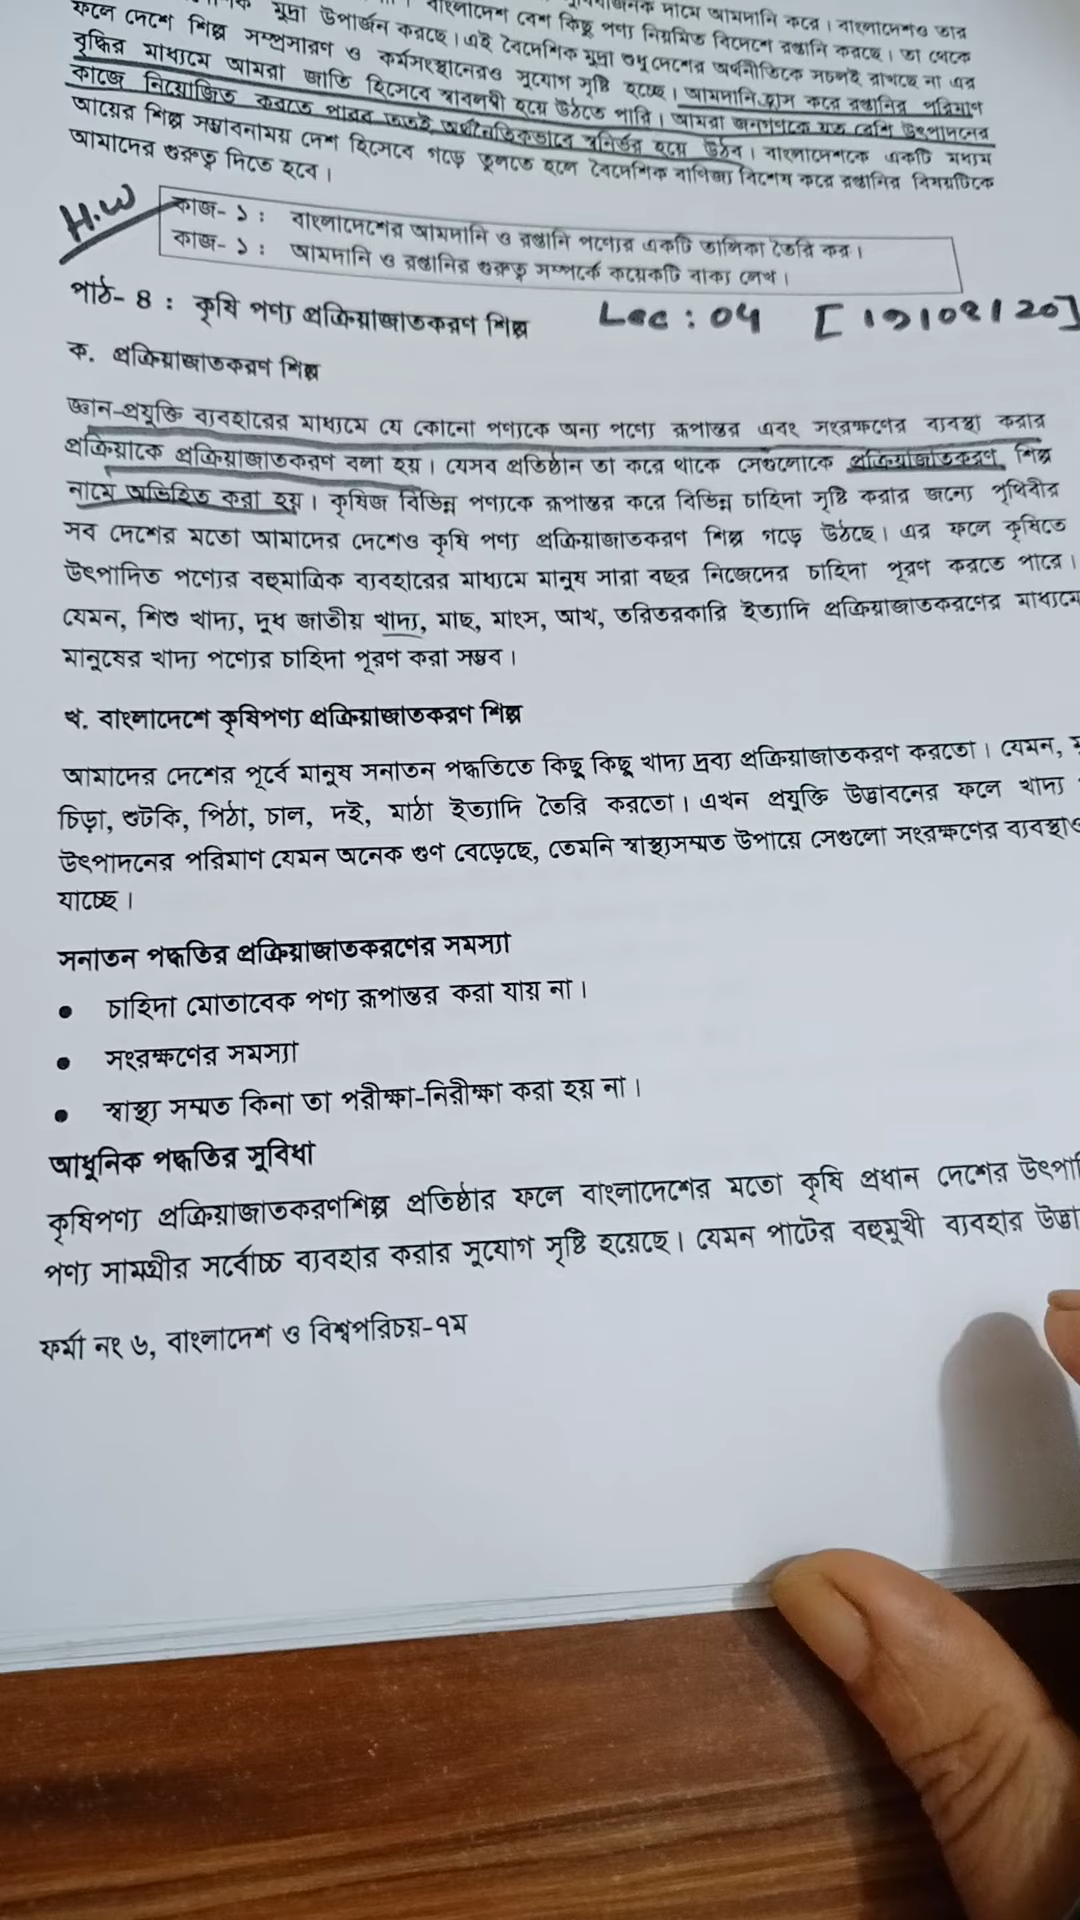 মুদ্রা উপার্জন করছে। এই বৈদেশিক মুদ্রা শুধু দেশের অর্থনীতিকে সচলই রাখছে না এর
ফলে দেশে শিল্প সম্প্রসারণ ও কর্মসংস্থানেরও সুযোগ সৃষ্টি হচ্ছে। আমদানি হ্রাস করে রপ্তানির পরিমাণ
বৃদ্ধির মাধ্যমে আমরা জাতি হিসেবে স্বাবলম্বী হয়ে উঠতে পারি। আমরা জনগণকে যত বেশি উৎপাদনের
কাজে নিয়োজিত করতে পারব ততই অর্থনৈতিকভাবে স্বনির্ভর হয়ে উঠব। বাংলাদেশকে একটি মধ্যম
আয়ের শিল্প সম্ভাবনাময় দেশ হিসেবে গড়ে তুলতে হলে বৈদেশিক বাণিজ্য বিশেষ করে রপ্তানির বিষয়টিকে
আমাদের গুরুত্ব দিতে হবে।
H.W
কাজ- ১ : বাংলাদেশের আমদানি ও রপ্তানি পণ্যের একটি তালিকা তৈরি কর।
কাজ- ১ : আমদানি ও রপ্তানির গুরুত্ব সম্পর্কে কয়েকটি বাক্য লেখ।
পাঠ- ৪ : কৃষি পণ্য প্রক্রিয়াজাতকরণ শিল্প Lec : 04
ক. প্রক্রিয়াজাতকরণ শিল্প
জ্ঞান-প্রযুক্তি ব্যবহারের মাধ্যমে যে কোনো পণ্যকে অন্য পণ্যে রূপান্তর এবং সংরক্ষণের ব্যবস্থা করার
প্রক্রিয়াকে প্রক্রিয়াজাতকরণ বলা হয়। যেসব প্রতিষ্ঠান তা করে থাকে সেগুলোকে প্রক্রিয়াজাতকরণ শিল্প
নামে অভিহিত করা হয়। কৃষিজ বিভিন্ন পণ্যকে রূপান্তর করে বিভিন্ন চাহিদা সৃষ্টি করার জন্যে পৃথিবীর
সব দেশের মতো আমাদের দেশেও কৃষি পণ্য প্রক্রিয়াজাতকরণ শিল্প গড়ে উঠছে। এর ফলে কৃষিতে
উৎপাদিত পণ্যের বহুমাত্রিক ব্যবহারের মাধ্যমে মানুষ সারা বছর নিজেদের চাহিদা পূরণ করতে পারে।
যেমন, শিশু খাদ্য, দুধ জাতীয় খাদ্য, মাছ, মাংস, আখ, তরিতরকারি ইত্যাদি প্রক্রিয়াজাতকরণের মাধ্যমে
মানুষের খাদ্য পণ্যের চাহিদা পূরণ করা সম্ভব।
খ. বাংলাদেশে কৃষিপণ্য প্রক্রিয়াজাতকরণ শিল্প
আমাদের দেশের পূর্বে মানুষ সনাতন পদ্ধতিতে কিছু কিছু খাদ্য দ্রব্য প্রক্রিয়াজাতকরণ করতো। যেমন,
চিড়া, শুটকি, পিঠা, চাল, দই, মাঠা ইত্যাদি তৈরি করতো। এখন প্রযুক্তি উদ্ভাবনের ফলে খাদ্য
উৎপাদনের পরিমাণ যেমন অনেক গুণ বেড়েছে, তেমনি স্বাস্থ্যসম্মত উপায়ে সেগুলো সংরক্ষণের ব্যবস্থাও
যাচ্ছে।
সনাতন পদ্ধতির প্রক্রিয়াজাতকরণের সমস্যা
• চাহিদা মোতাবেক পণ্য রূপান্তর করা যায় না।
• সংরক্ষণের সমস্যা
• স্বাস্থ্য সম্মত কিনা তা পরীক্ষা-নিরীক্ষা করা হয় না।
আধুনিক পদ্ধতির সুবিধা
কৃষিপণ্য প্রক্রিয়াজাতকরণশিল্প প্রতিষ্ঠার ফলে বাংলাদেশের মতো কৃষি প্রধান দেশের
পণ্য সামগ্রীর সর্বোচ্চ ব্যবহার করার সুযোগ সৃষ্টি হয়েছে। যেমন পাটের বহুমুখী ব্যবহার
ফর্মা নং ৬, বাংলাদেশ ও বিশ্বপরিচয়-৭ম